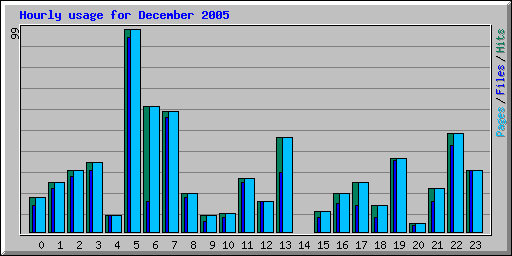 Hourly usage for December 2005
99
Pages / Files / Hits
0 1 2 3 4 5 6 7 8 9 10 11 12 13 14 15 16 17 18 19 20 21 22 23